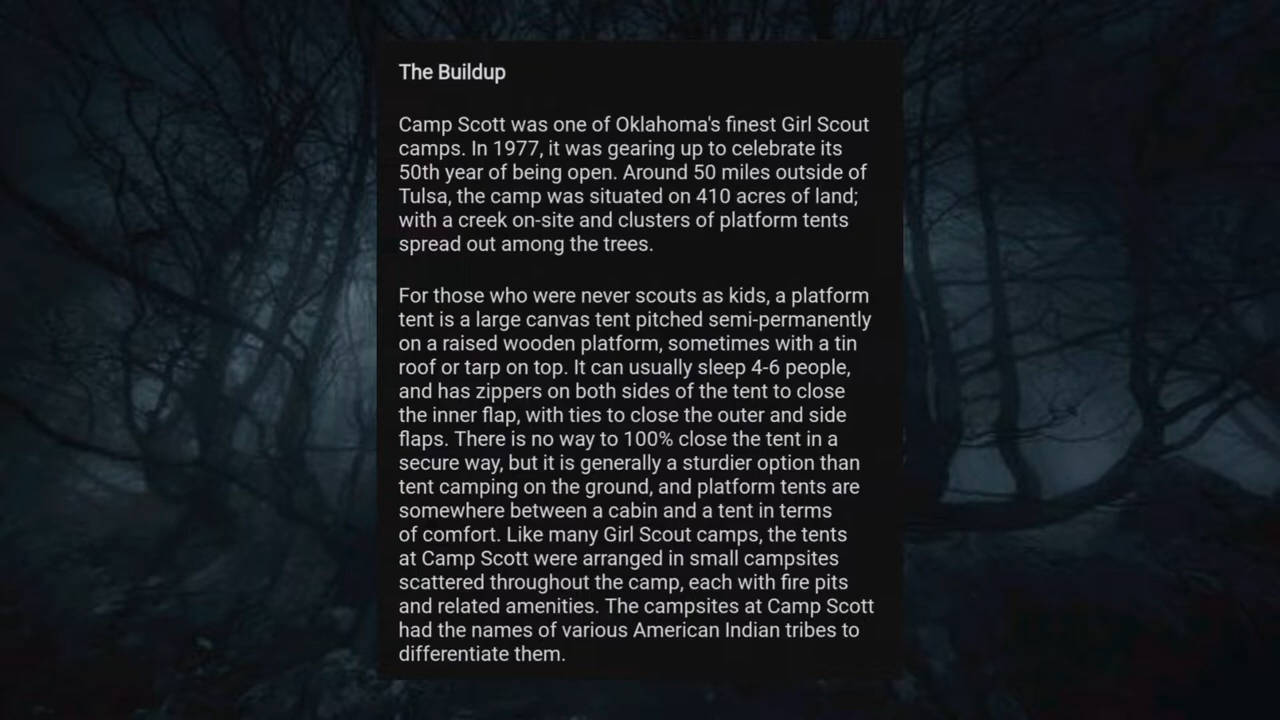 The Buildup
Camp Scott was one of Oklahoma's finest Girl Scout
camps. In 1977, it was gearing up to celebrate its
50th year of being open. Around 50 miles outside of
Tulsa, the camp was situated on 410 acres of land;
with a creek on-site and clusters of platform tents
spread out among the trees.
For those who were never scouts as kids, a platform
tent is a large canvas tent pitched semi-permanently
on a raised wooden platform, sometimes with a tin
roof or tarp on top. It can usually sleep 4-6 people,
and has zippers on both sides of the tent to close
the inner flap, with ties to close the outer and side
flaps. There is no way to 100% close the tent in a
secure way, but it is generally a sturdier option than
tent camping on the ground, and platform tents are
somewhere between a cabin and a tent in terms
of comfort. Like many Girl Scout camps, the tents
at Camp Scott were arranged in small campsites
scattered throughout the camp, each with fire pits
and related amenities. The campsites at Camp Scott
had the names of various American Indian tribes to
differentiate them.